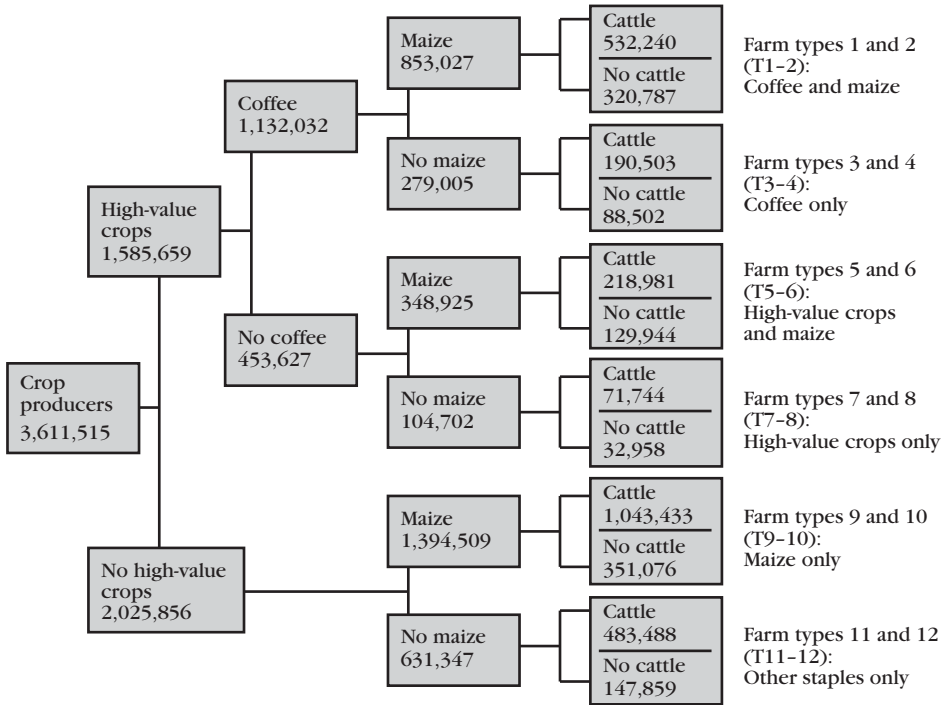 Crop
producers
3,611,515
High-value
crops
1,585,659
No high-value
crops
2,025,856
Coffee
1,132,032
No coffee
453,627
Maize
853,027
No maize
279,005
Maize
348,925
No maize
104,702
Maize
1,394,509
No maize
631,347
Cattle
532,240
No cattle
320,787
Farm types 1 and 2
(T1–2):
Coffee and maize
Cattle
190,503
No cattle
88,502
Farm types 3 and 4
(T3–4):
Coffee only
Cattle
218,981
No cattle
129,944
Farm types 5 and 6
(T5–6):
High-value crops
and maize
Cattle
71,744
No cattle
32,958
Farm types 7 and 8
(T7–8):
High-value crops only
Cattle
1,043,433
No cattle
351,076
Farm types 9 and 10
(T9–10):
Maize only
Cattle
483,488
No cattle
147,859
Farm types 11 and 12
(T11–12):
Other staples only